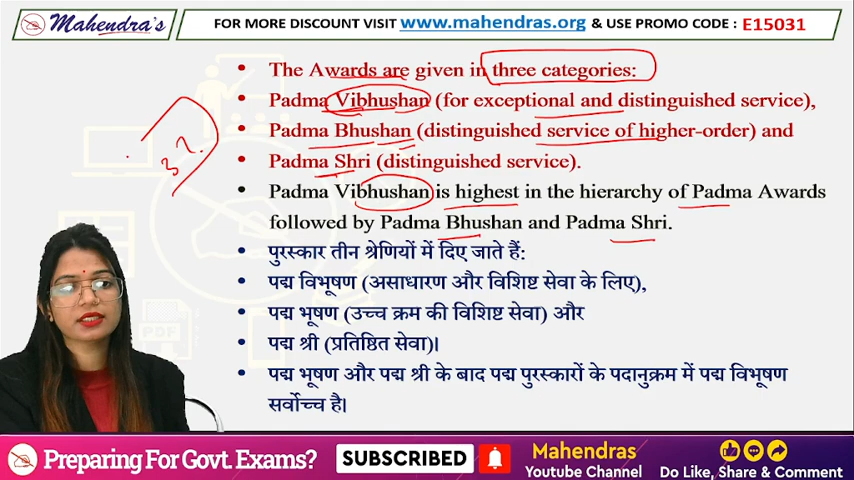 Mahendra's
FOR MORE DISCOUNT VISIT www.mahendras.org & USE PROMO CODE : E15031
• The Awards are given in three categories:
• Padma Vibhushan (for exceptional and distinguished service),
• Padma Bhushan (distinguished service of higher-order) and
• Padma Shri (distinguished service).
• Padma Vibhushan is highest in the hierarchy of Padma Awards
followed by Padma Bhushan and Padma Shri.
• पुरस्कार तीन श्रेणियों में दिए जाते हैं:
• पद्म विभूषण (असाधारण और विशिष्ट सेवा के लिए),
• पद्म भूषण (उच्च क्रम की विशिष्ट सेवा) और
• पद्म श्री (प्रतिष्ठित सेवा)।
• पद्म भूषण और पद्म श्री के बाद पद्म पुरस्कारों के पदानुक्रम में पद्म विभूषण
सर्वोच्च है।
PDF
Preparing For Govt. Exams?
SUBSCRIBED
Mahendras
Youtube Channel
Do Like, Share & Comment